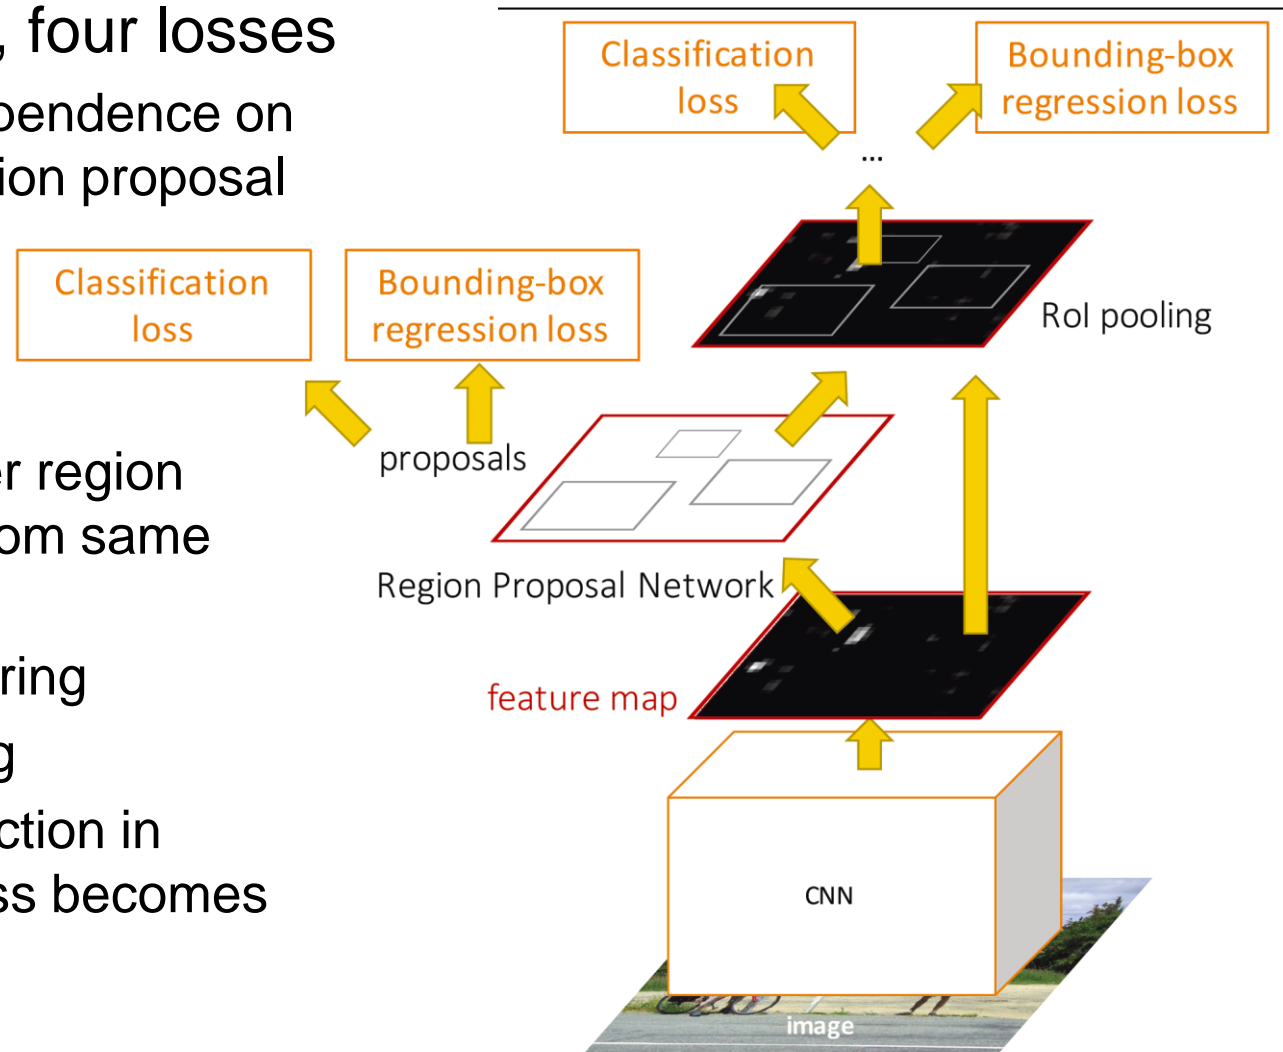 , four losses
pendence on
ion proposal
er region
om same
ring
g
ction in
ss becomes
Classification
loss
Bounding-box
regression loss
...
RoI pooling
Classification
loss
Bounding-box
regression loss
proposals
Region Proposal Network
feature map
CNN
image